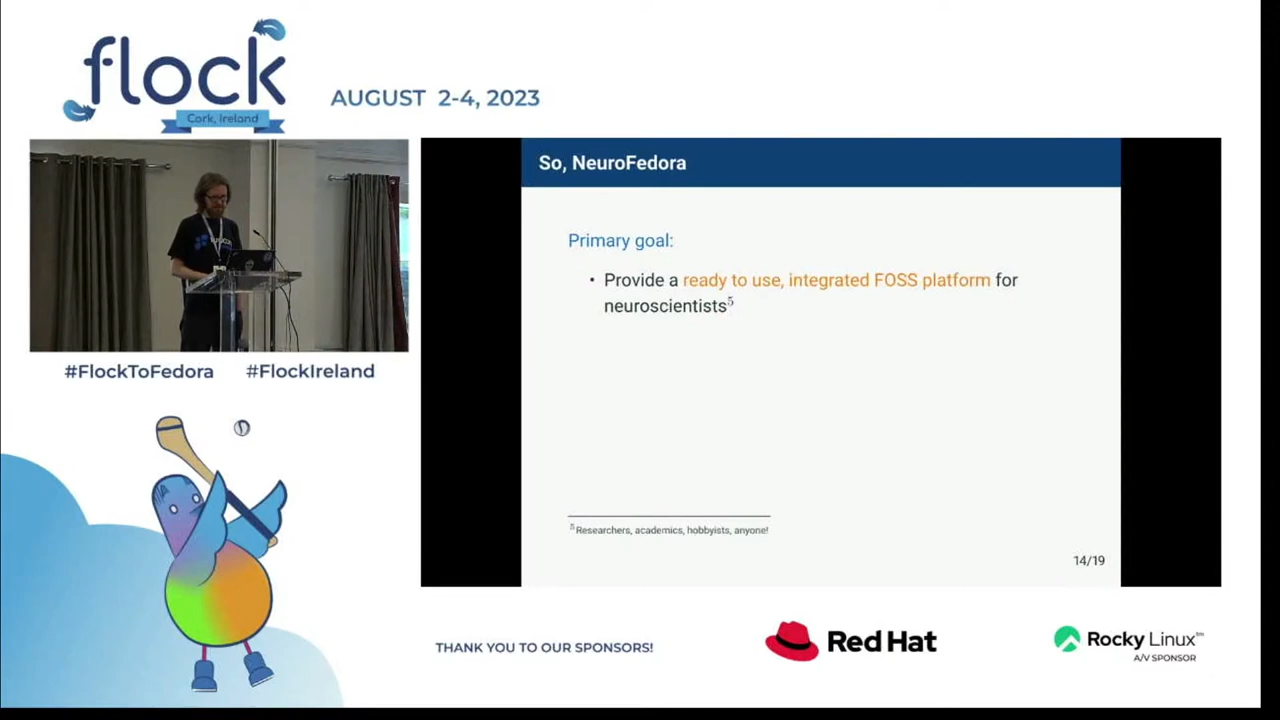 flock
Cork, Ireland
AUGUST 2-4, 2023
#FlockToFedora #FlockIreland
So, NeuroFedora
Primary goal:
• Provide a ready to use, integrated FOSS platform for
neuroscientists⁵
⁵Researchers, academics, hobbyists, anyone!
14/19
THANK YOU TO OUR SPONSORS!
Red Hat
Rocky Linux™
A/V SPONSOR